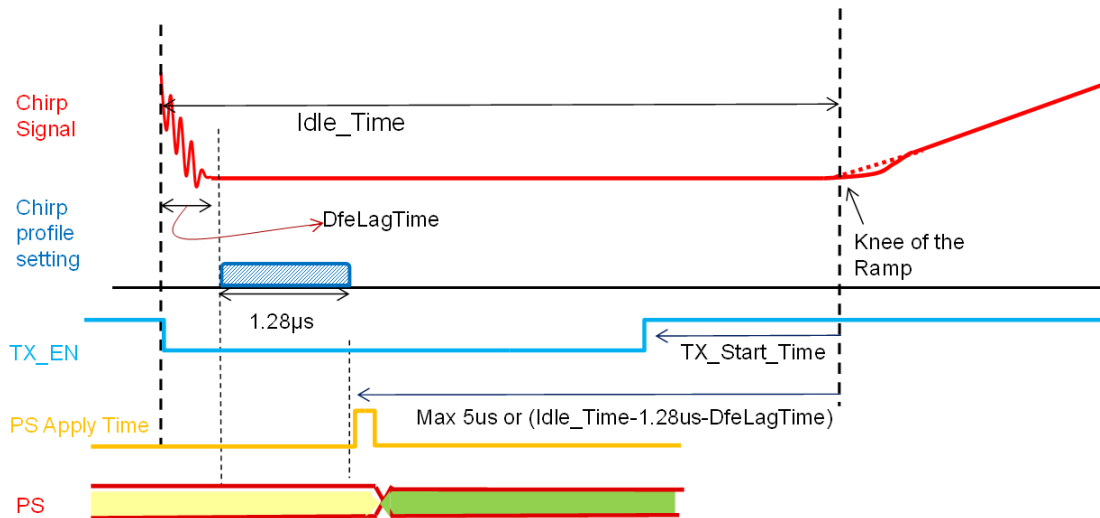 Chirp
Signal
Idle_Time
Chirp
profile
setting
DfeLagTime
Knee of the
Ramp
1.28µs
TX_EN
TX_Start_Time
PS Apply Time
Max 5us or (Idle_Time-1.28us-DfeLagTime)
PS